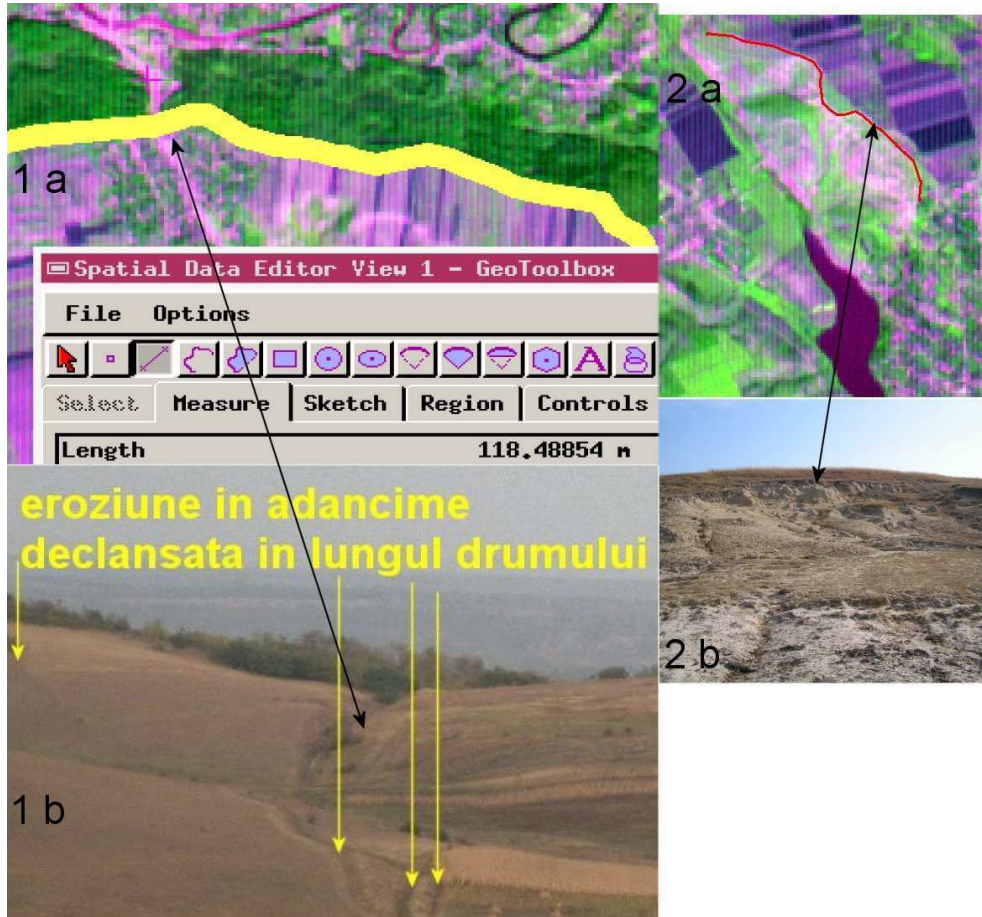 1 a
2 a
Spatial Data Editor View 1 - GeoToolbox
File Options
Select Measure Sketch Region Controls
Length 118.48854 m
eroziune in adancime
declansata in lungul drumului
1 b
2 b